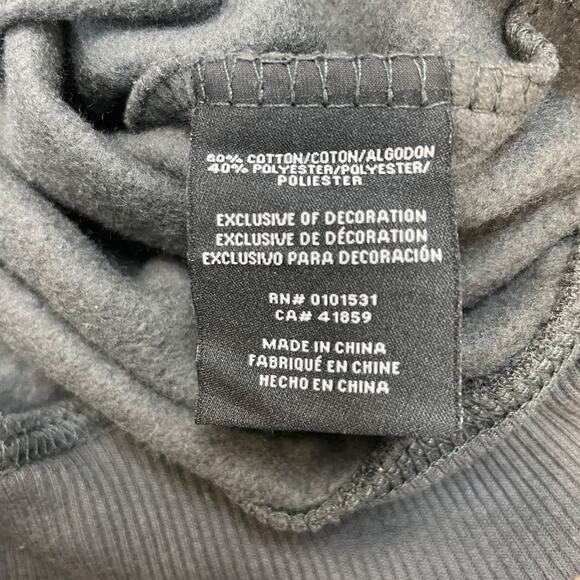 60% COTTON/COTON/ALGODON
40% POLYESTER/POLYESTER/
POLIESTER
EXCLUSIVE OF DECORATION
EXCLUSIVE DE DÉCORATION
EXCLUSIVO PARA DECORACIÓN
RN# 0101531
CA# 41859
MADE IN CHINA
FABRIQUÉ EN CHINE
HECHO EN CHINA